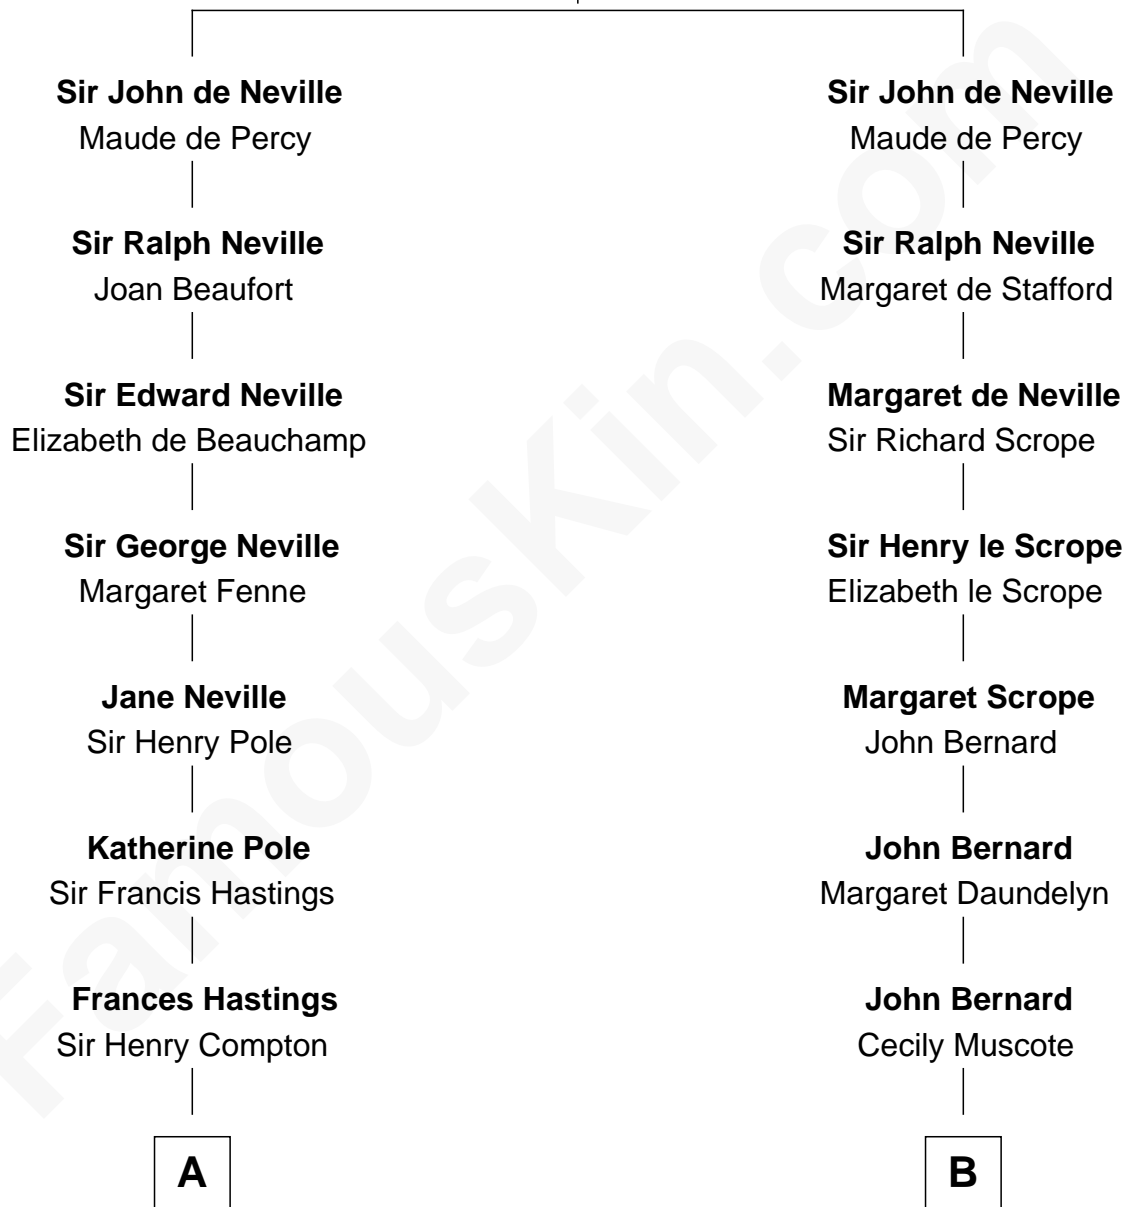 Sir John de Neville
Maude de Percy
Sir Ralph Neville
Joan Beaufort
Sir Edward Neville
Elizabeth de Beauchamp
Sir George Neville
Margaret Fenne
Jane Neville
Sir Henry Pole
Katherine Pole
Sir Francis Hastings
Frances Hastings
Sir Henry Compton
A
Sir John de Neville
Maude de Percy
Sir Ralph Neville
Margaret de Stafford
Margaret de Neville
Sir Richard Scrope
Sir Henry le Scrope
Elizabeth le Scrope
Margaret Scrope
John Bernard
John Bernard
Margaret Daundelyn
John Bernard
Cecily Muscote
B
FamousKin.com